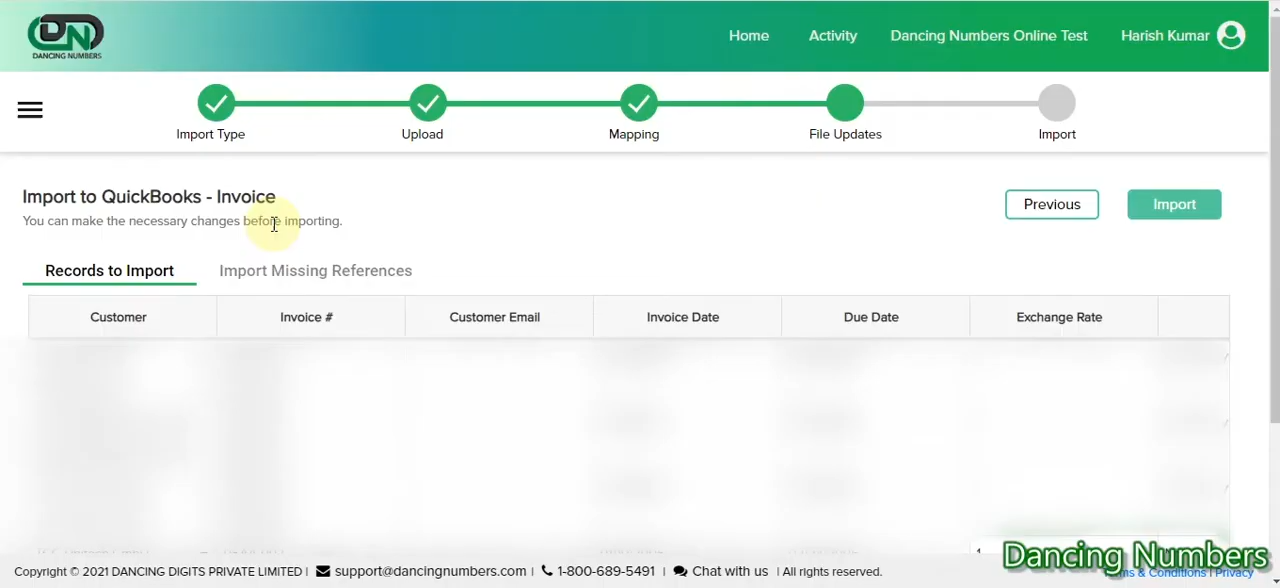 DN
DANCING NUMBERS
Home Activity Dancing Numbers Online Test Harish Kumar
Import Type Upload Mapping File Updates Import
Import to QuickBooks - Invoice
You can make the necessary changes before importing.
Previous Import
Records to Import Import Missing References
Customer Invoice # Customer Email Invoice Date Due Date Exchange Rate
Dancing Numbers
Copyright © 2021 DANCING DIGITS PRIVATE LIMITED | support@dancingnumbers.com | 1-800-689-5491 | Chat with us | All rights reserved. & Conditions | Privacy